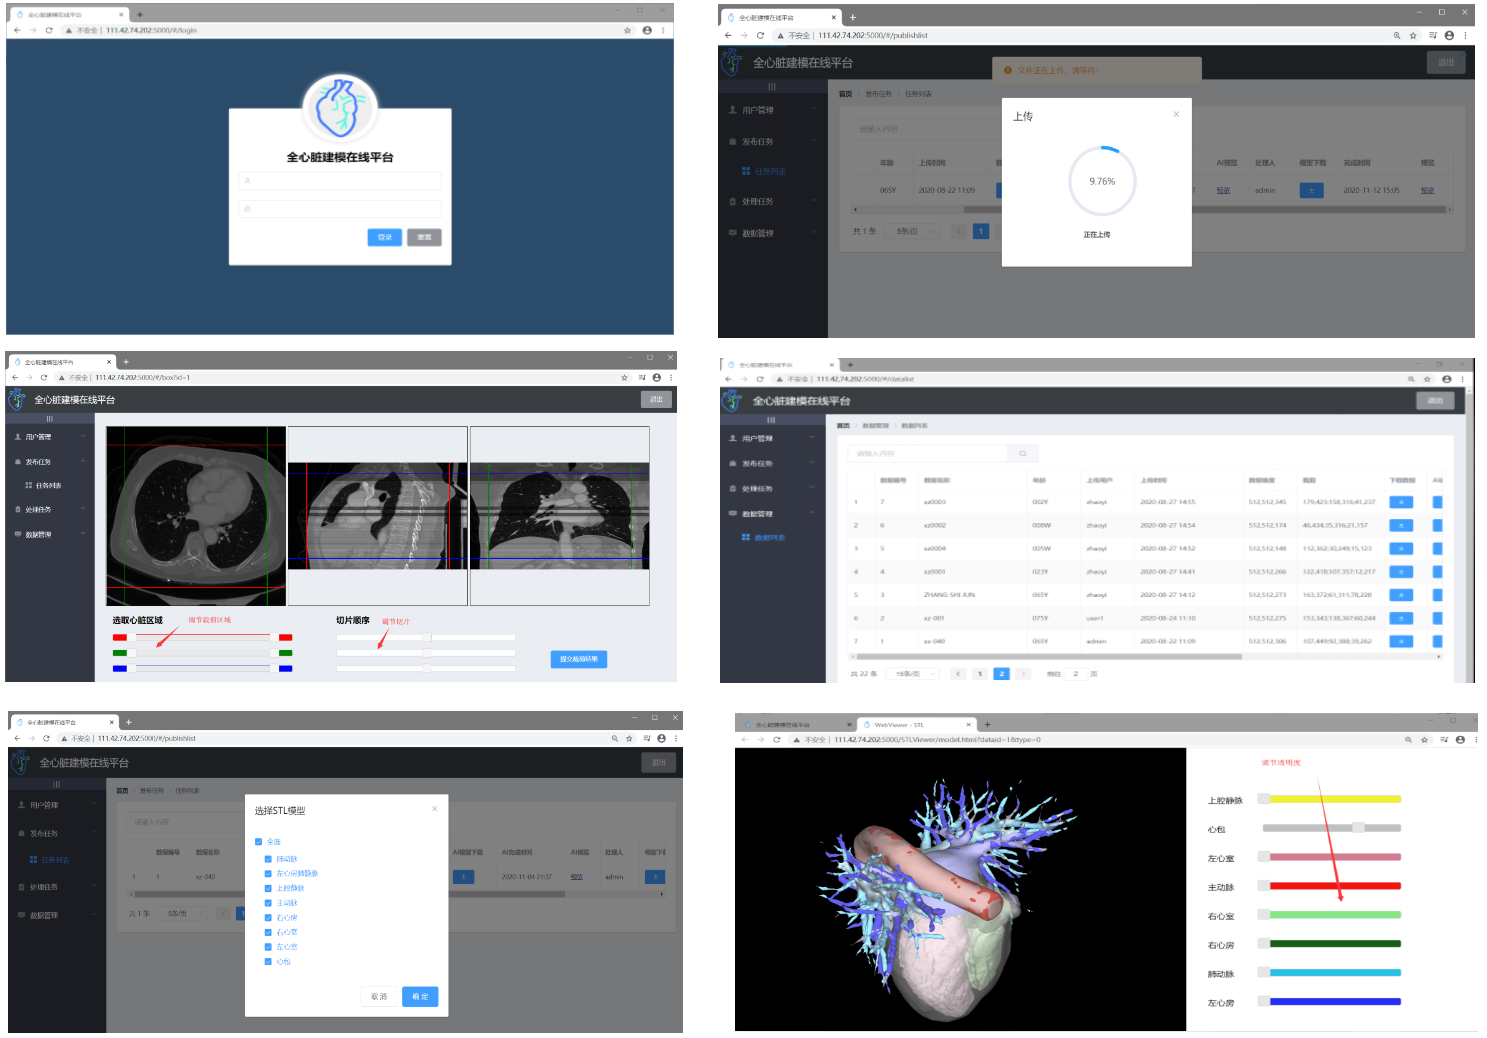 全心脏建模在线平台
不安全 | 111.42.74.202:5000/#/login
全心脏建模在线平台
登录
重置
全心脏建模在线平台
不安全 | 111.42.74.202:5000/#/publishlist
全心脏建模在线平台
文件正在上传，请等待！
退出
首页 发布任务 任务列表
用户管理
发布任务
任务列表
处理任务
数据管理
请输入内容
上传
9.76%
正在上传
年龄 上传时间 AI预览 处理人 模型下载 完成时间 预览
065Y 2020-08-22 11:09 预览 admin 2020-11-12 15:05 预览
共 1 条 8条/页 1
全心脏建模在线平台
不安全 | 111.42.74.202:5000/#/box?id=1
全心脏建模在线平台
退出
用户管理
发布任务
任务列表
处理任务
数据管理
选取心脏区域 调节裁剪区域
切片顺序 调节切片
提交裁剪结果
全心脏建模在线平台
不安全 | 111.42.74.202:5000/#/datalist
全心脏建模在线平台
退出
首页 数据管理 数据列表
用户管理
发布任务
处理任务
数据管理
数据列表
请输入内容
数据编号 数据名称 年龄 上传用户 上传时间 数据维度 裁剪 下载数据
1 7 xz0003 002Y zhaoyi 2020-08-27 14:55 512,512,345 179,423;158,316;41,237
2 6 xz0002 008W zhaoyi 2020-08-27 14:54 512,512,174 46,434;35,316;21,157
3 5 xz0004 005W zhaoyi 2020-08-27 14:52 512,512,148 112,362;30,249;15,123
4 4 xz0001 023Y zhaoyi 2020-08-27 14:41 512,512,266 122,418;107,357;12,217
5 3 ZHANG SHI JUN 065Y zhaoyi 2020-08-27 14:12 512,512,273 163,372;61,311;78,228
6 2 xz-001 075Y user1 2020-08-24 11:10 512,512,275 153,343;138,367;60,244
7 1 xz-040 065Y admin 2020-08-22 11:09 512,512,306 107,449;92,388;39,262
共 22 条 15条/页 1 2 前往 2 页
全心脏建模在线平台
不安全 | 111.42.74.202:5000/#/publishlist
全心脏建模在线平台
退出
首页 发布任务 任务列表
用户管理
发布任务
任务列表
处理任务
数据管理
请输入内容
数据编号 数据名称 AI模型下载 AI完成时间 AI预览 处理人 模型下载
1 1 xz-040 2020-11-04 21:37 预览 admin
共 1 条 8条/页
选择STL模型
全选
肺动脉
左心房肺静脉
上腔静脉
主动脉
右心房
右心室
左心室
心包
取消 确定
全心脏建模在线平台 WebViewer - STL
不安全 | 111.42.74.202:5000/STLViewer/model.html?dataid=1&type=0
调节透明度
上腔静脉
心包
左心室
主动脉
右心室
右心房
肺动脉
左心房